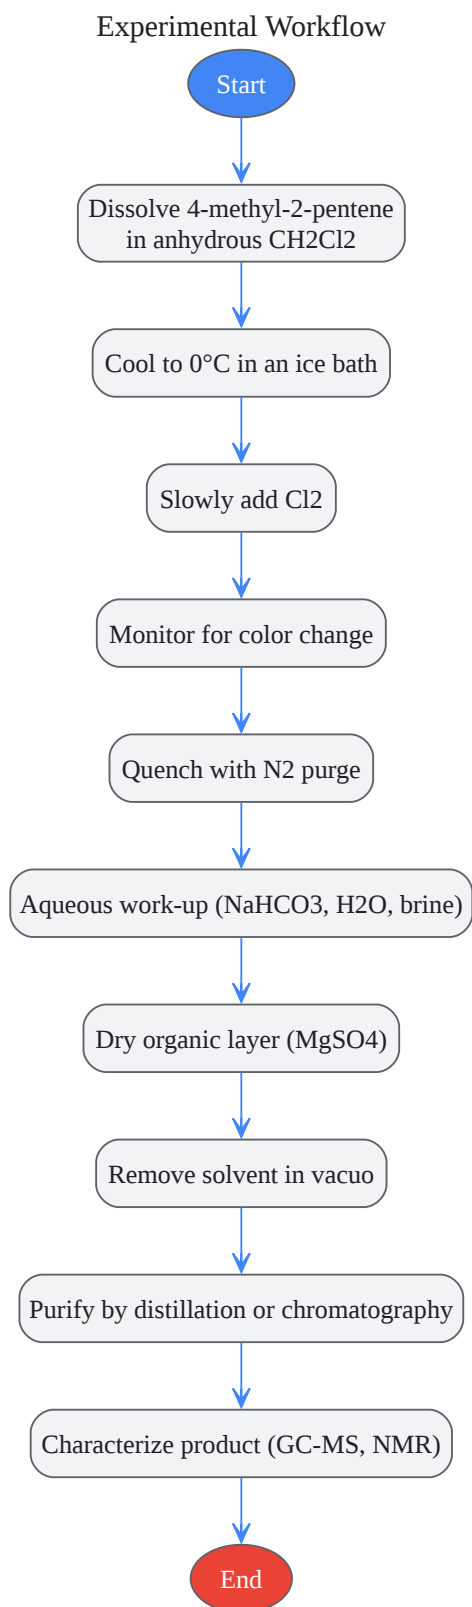 Experimental Workflow
Start
Dissolve 4-methyl-2-pentene
in anhydrous CH2Cl2
Cool to 0°C in an ice bath
Slowly add Cl2
Monitor for color change
Quench with N2 purge
Aqueous work-up (NaHCO3, H2O, brine)
Dry organic layer (MgSO4)
Remove solvent in vacuo
Purify by distillation or chromatography
Characterize product (GC-MS, NMR)
End